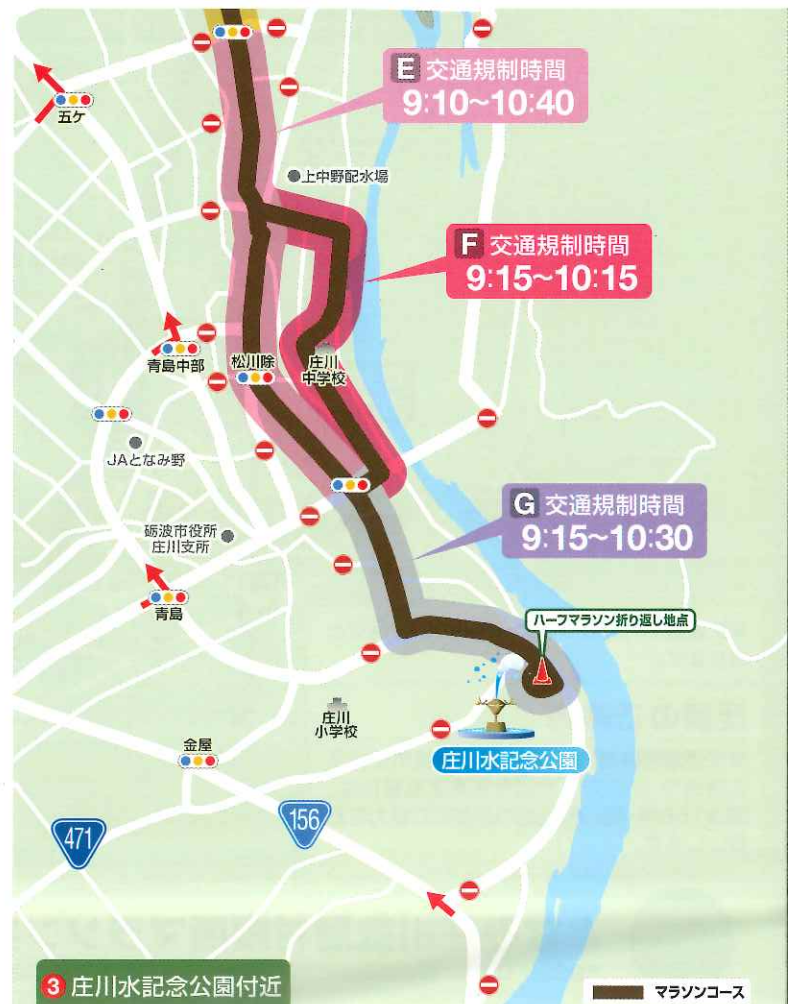 E 交通規制時間
9:10〜10:40
五ケ
上中野配水場
F 交通規制時間
9:15〜10:15
青島中部
松川除
庄川
中学校
JAとなみ野
G 交通規制時間
9:15〜10:30
砺波市役所
庄川支所
青島
ハーフマラソン折り返し地点
庄川
小学校
金屋
庄川水記念公園
471
156
3 庄川水記念公園付近
マラソンコース